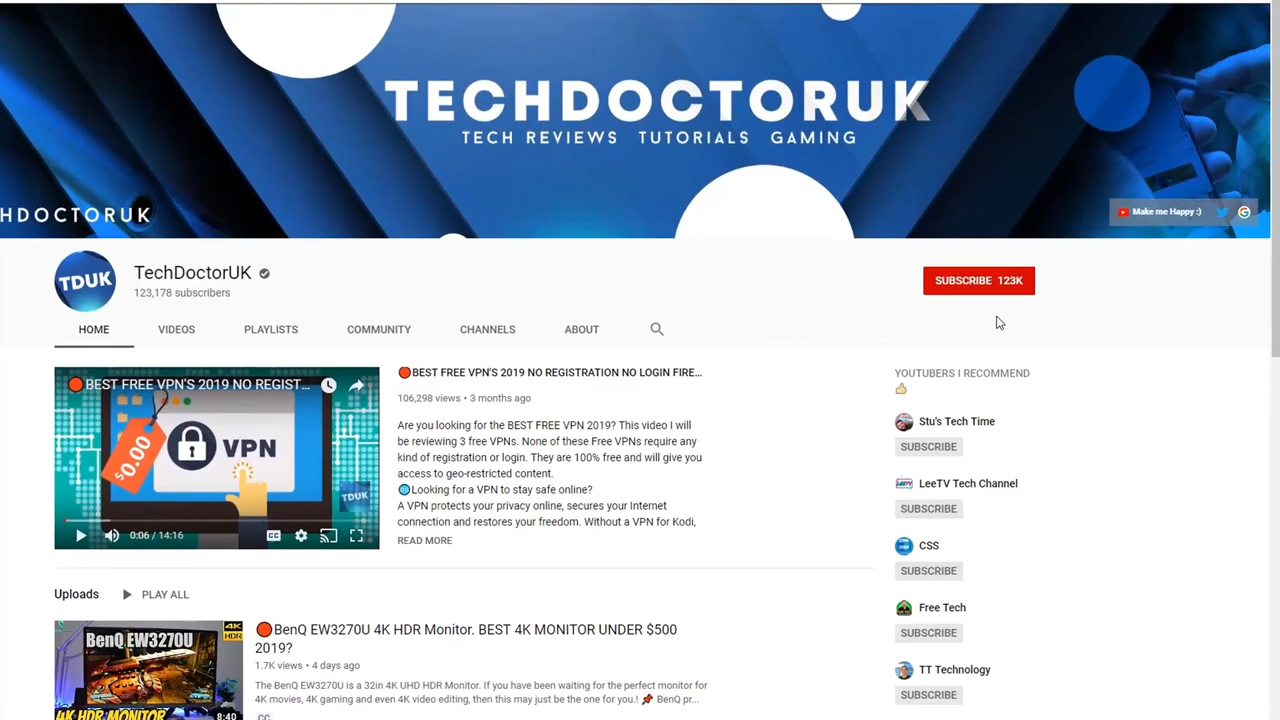 TECHDOCTORUK
TECH REVIEWS TUTORIALS GAMING
HDOCTORUK
Make me Happy :)
TDUK
TechDoctorUK
123,178 subscribers
SUBSCRIBE 123K
HOME
VIDEOS
PLAYLISTS
COMMUNITY
CHANNELS
ABOUT
BEST FREE VPN'S 2019 NO REGIST...
$0.00
VPN
TDUK
0:06 / 14:16
CC
BEST FREE VPN'S 2019 NO REGISTRATION NO LOGIN FIRE...
106,298 views • 3 months ago
Are you looking for the BEST FREE VPN 2019? This video I will
be reviewing 3 free VPNs. None of these Free VPNs require any
kind of registration or login. They are 100% free and will give you
access to geo-restricted content.
Looking for a VPN to stay safe online?
A VPN protects your privacy online, secures your Internet
connection and restores your freedom. Without a VPN for Kodi,
READ MORE
YOUTUBERS I RECOMMEND
Stu's Tech Time
SUBSCRIBE
LeeTV Tech Channel
SUBSCRIBE
CSS
SUBSCRIBE
Free Tech
SUBSCRIBE
TT Technology
SUBSCRIBE
Uploads
PLAY ALL
BenQ EW3270U
4K
HDR
4K HDR MONITOR
8:40
BenQ EW3270U 4K HDR Monitor. BEST 4K MONITOR UNDER $500
2019?
1.7K views • 4 days ago
The BenQ EW3270U is a 32in 4K UHD HDR Monitor. If you have been waiting for the perfect monitor for
4K movies, 4K gaming and even 4K video editing, then this may just be the one for you.! BenQ pr...
CC